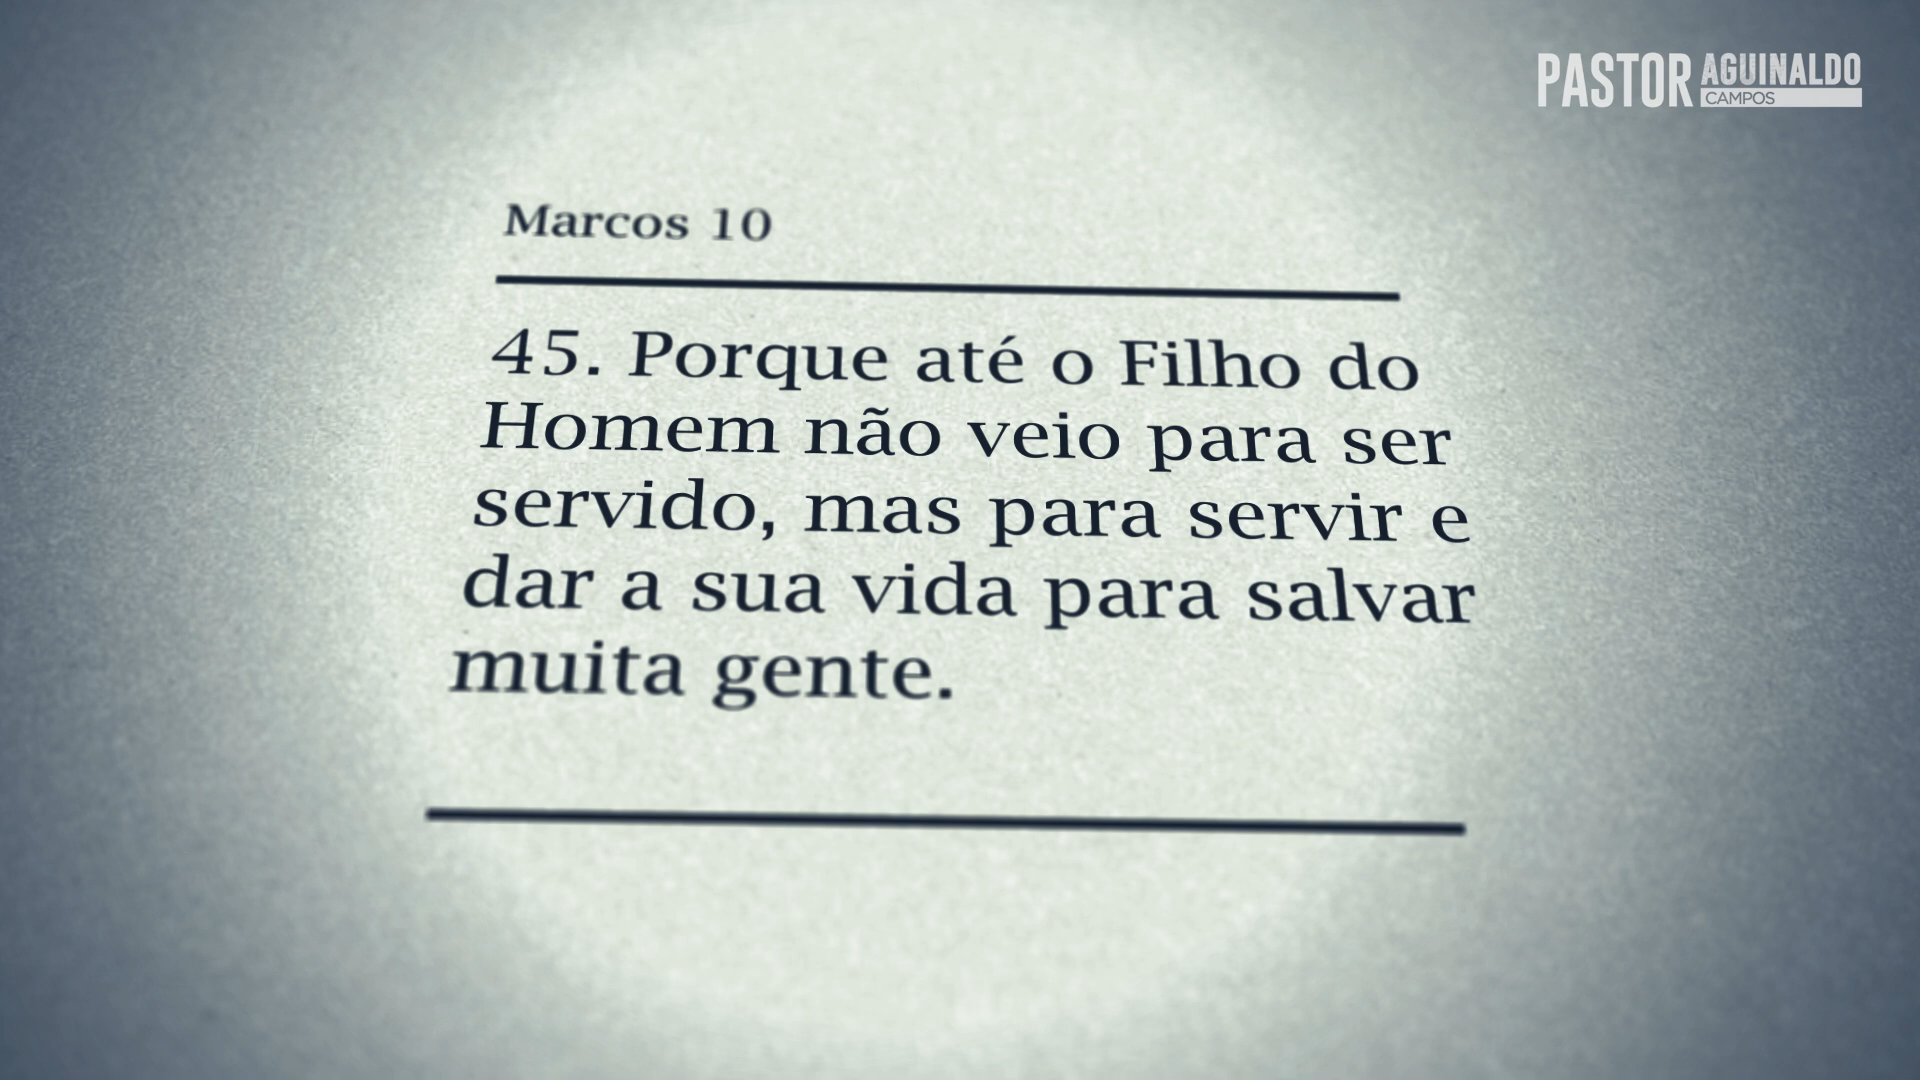 PASTOR AGUINALDO
CAMPOS
Marcos 10
45. Porque até o Filho do
Homem não veio para ser
servido, mas para servir e
dar a sua vida para salvar
muita gente.